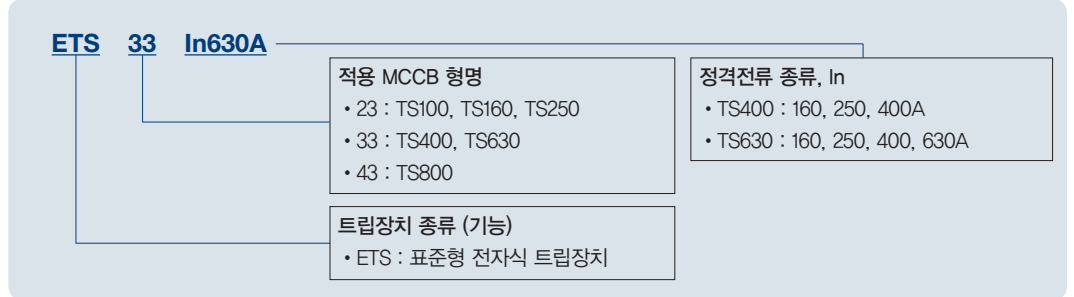 ETS 33 In630A
적용 MCCB 형명
• 23 : TS100, TS160, TS250
• 33 : TS400, TS630
• 43 : TS800
정격전류 종류, In
• TS400 : 160, 250, 400A
• TS630 : 160, 250, 400, 630A
트립장치 종류 (기능)
• ETS : 표준형 전자식 트립장치